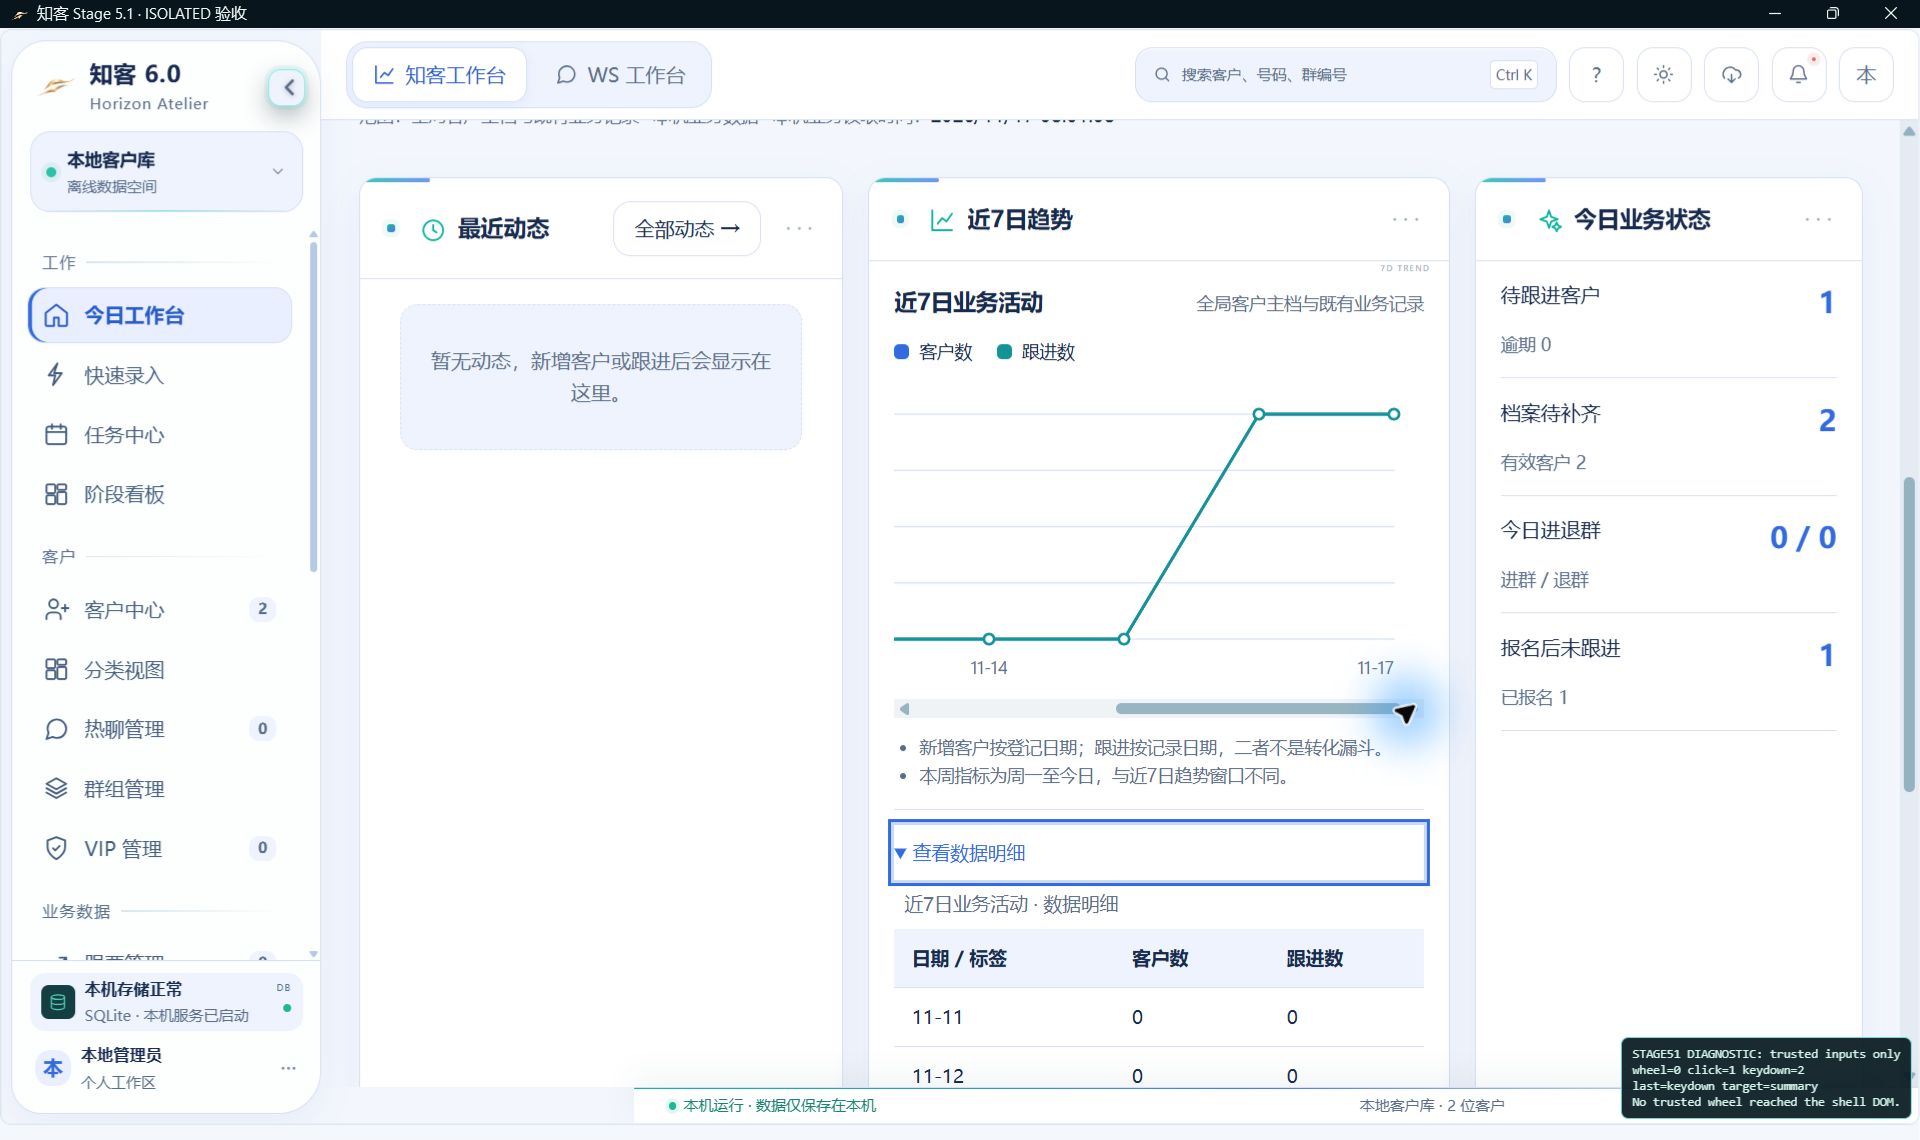 知客 Stage 5.1 · ISOLATED 验收
知客 6.0
Horizon Atelier
本地客户库
离线数据空间
工作
今日工作台
快速录入
任务中心
阶段看板
客户
客户中心 2
分类视图
热聊管理 0
群组管理
VIP 管理 0
业务数据
本机存储正常 DB
SQLite · 本机服务已启动
本 本地管理员
个人工作区
知客工作台 WS 工作台
搜索客户、号码、群编号 Ctrl K ? 本
最近动态 全部动态 →
暂无动态，新增客户或跟进后会显示在
这里。
近7日趋势
7D TREND
近7日业务活动 全局客户主档与既有业务记录
客户数 跟进数
11-14 11-17
新增客户按登记日期；跟进按记录日期，二者不是转化漏斗。
本周指标为周一至今日，与近7日趋势窗口不同。
查看数据明细
近7日业务活动 · 数据明细
日期 / 标签 客户数 跟进数
11-11 0 0
11-12 0 0
今日业务状态
待跟进客户 1
逾期 0
档案待补齐 2
有效客户 2
今日进退群 0 / 0
进群 / 退群
报名后未跟进 1
已报名 1
本机运行 · 数据仅保存在本机 本地客户库 · 2 位客户
STAGE51 DIAGNOSTIC: trusted inputs only
wheel=0 click=1 keydown=2
last=keydown target=summary
No trusted wheel reached the shell DOM.